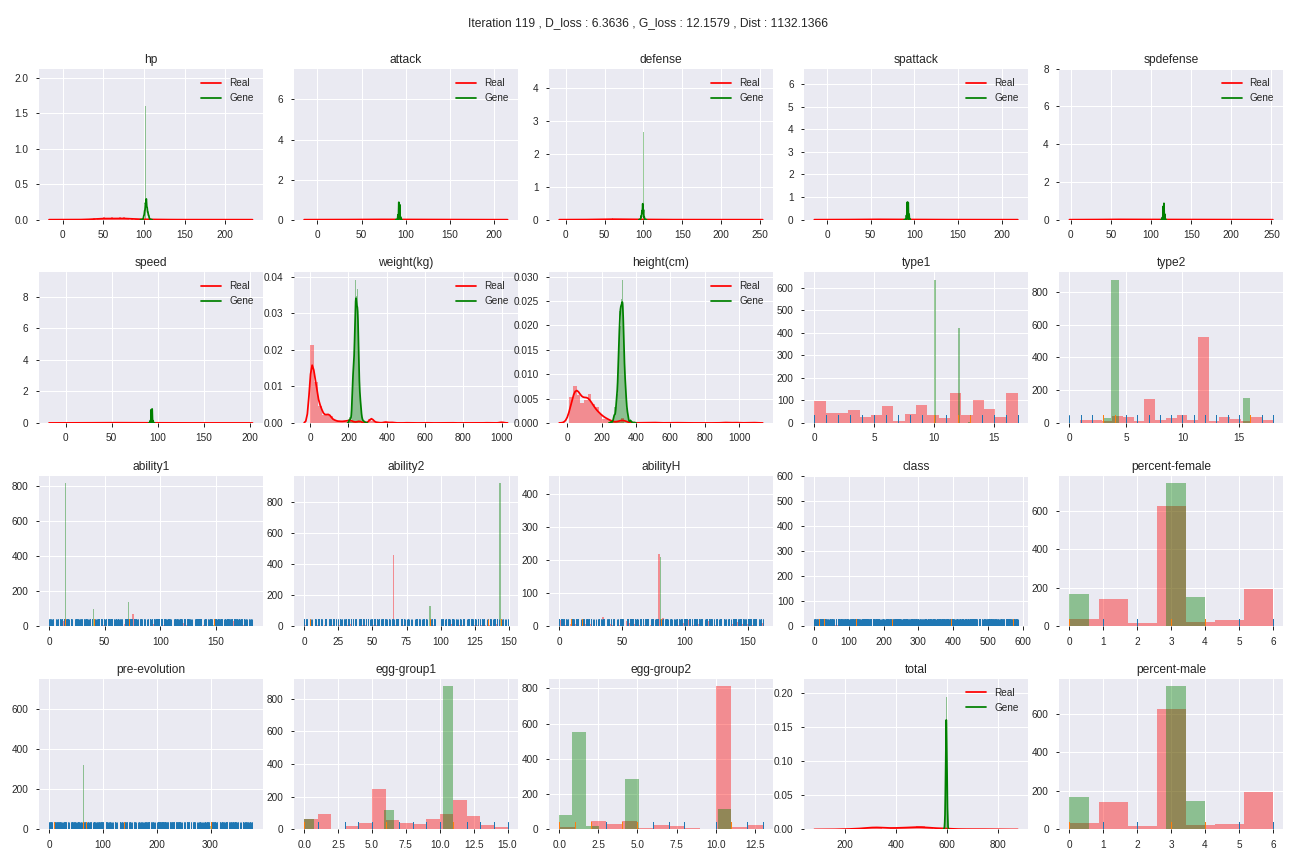 Iteration 119 , D_loss : 6.3636 , G_loss : 12.1579 , Dist : 1132.1366
hp
attack
defense
spattack
spdefense
2.0
1.5
1.0
0.5
0.0
Real
Gene
0 50 100 150 200
6
4
2
0
Real
Gene
0 50 100 150 200
4
3
2
1
0
Real
Gene
0 50 100 150 200 250
6
5
4
3
2
1
0
Real
Gene
0 50 100 150 200
8
6
4
2
0
Real
Gene
0 50 100 150 200 250
speed
weight(kg)
height(cm)
type1
type2
8
6
4
2
0
Real
Gene
0 50 100 150 200
0.04
0.03
0.02
0.01
0.00
Real
Gene
0 200 400 600 800 1000
0.030
0.025
0.020
0.015
0.010
0.005
0.000
Real
Gene
0 200 400 600 800 1000
600
500
400
300
200
100
0
0 5 10 15
800
600
400
200
0
0 5 10 15
ability1
ability2
abilityH
class
percent-female
800
600
400
200
0
0 50 100 150
800
600
400
200
0
0 25 50 75 100 125 150
400
300
200
100
0
0 50 100 150
600
500
400
300
200
100
0
0 100 200 300 400 500 600
600
400
200
0
0 1 2 3 4 5 6
pre-evolution
egg-group1
egg-group2
total
percent-male
600
400
200
0
0 100 200 300
800
600
400
200
0
0.0 2.5 5.0 7.5 10.0 12.5 15.0
800
600
400
200
0
0.0 2.5 5.0 7.5 10.0 12.5
0.20
0.15
0.10
0.05
0.00
Real
Gene
200 400 600 800
600
400
200
0
0 1 2 3 4 5 6